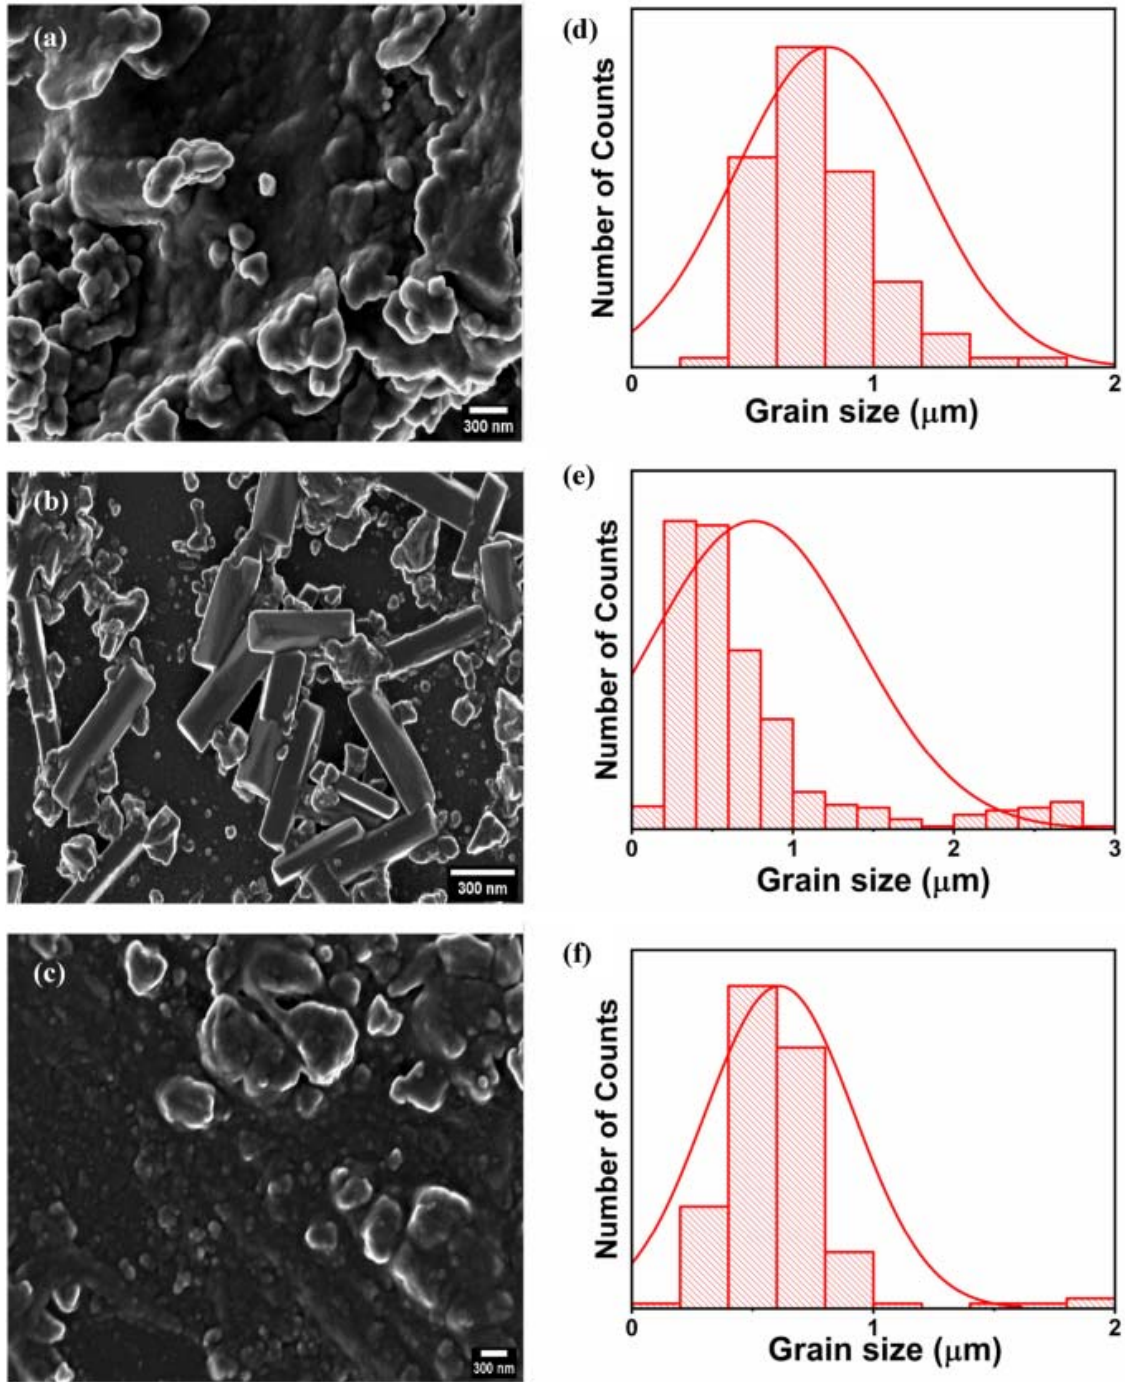 (a)
300 nm
(d)
Number of Counts
0 1 2
Grain size (μm)
(b)
300 nm
(e)
Number of Counts
0 1 2 3
Grain size (μm)
(c)
300 nm
(f)
Number of Counts
0 1 2
Grain size (μm)